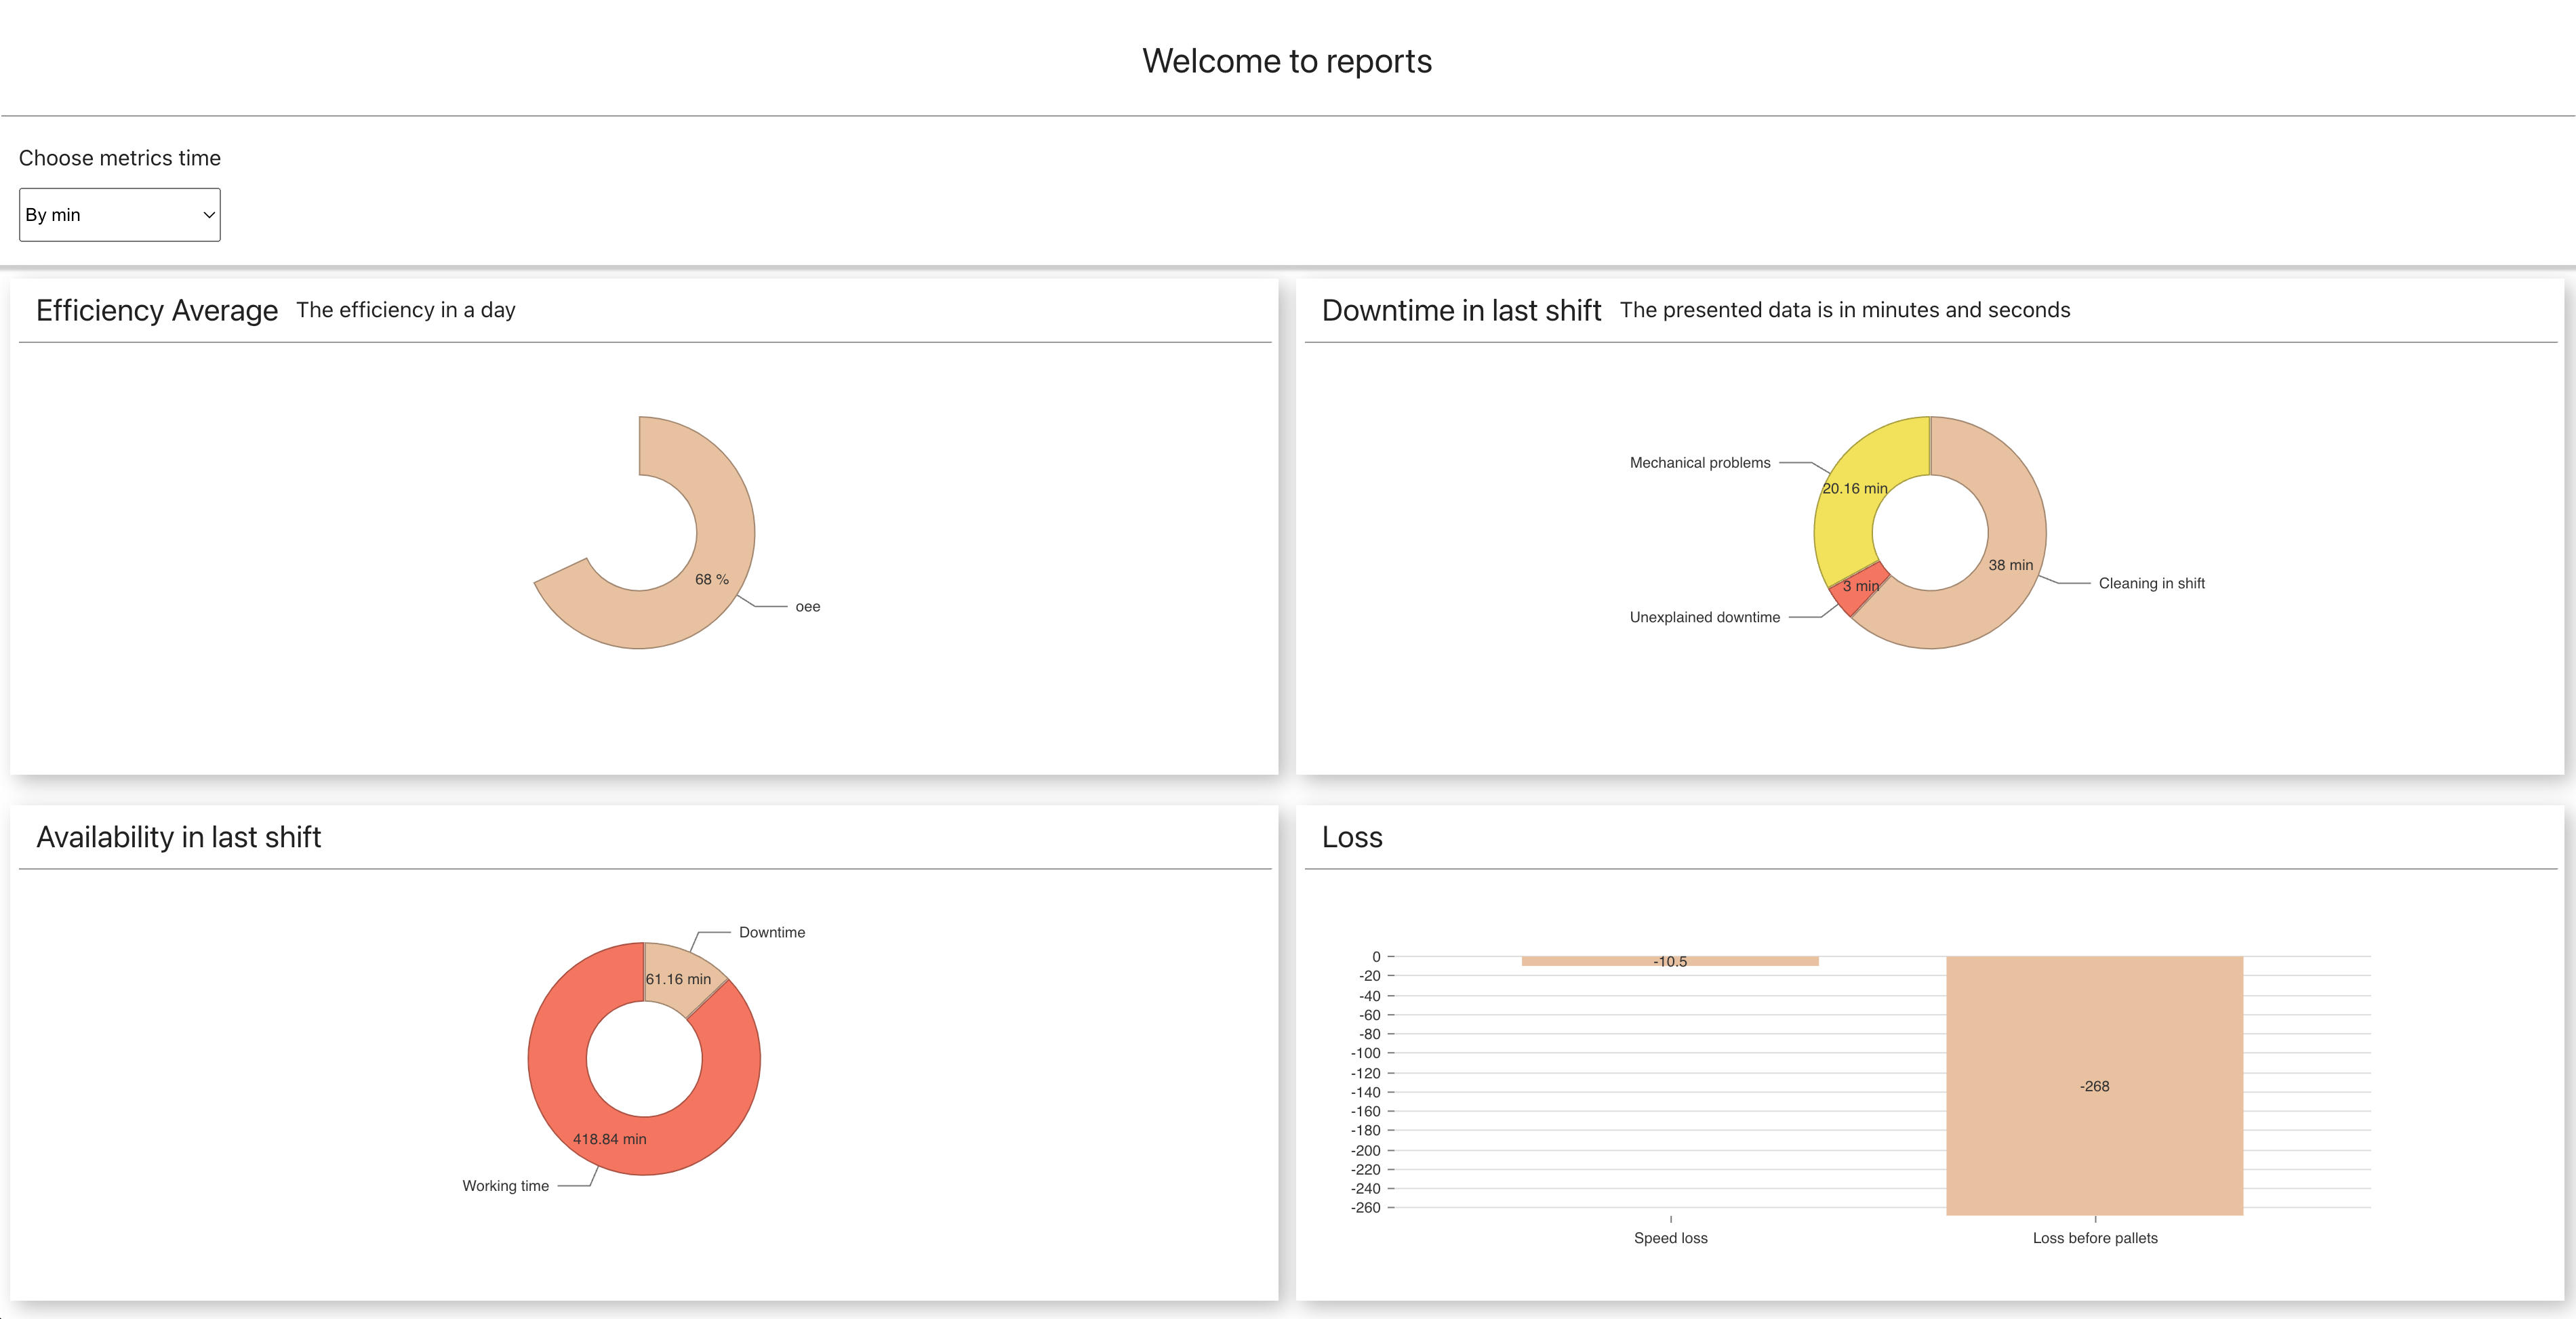 Welcome to reports
Choose metrics time
By min
Efficiency Average The efficiency in a day
68 %
oee
Downtime in last shift The presented data is in minutes and seconds
Mechanical problems
20.16 min
38 min
Cleaning in shift
3 min
Unexplained downtime
Availability in last shift
Downtime
61.16 min
418.84 min
Working time
Loss
0
-20
-40
-60
-80
-100
-120
-140
-160
-180
-200
-220
-240
-260
-10.5
-268
Speed loss
Loss before pallets